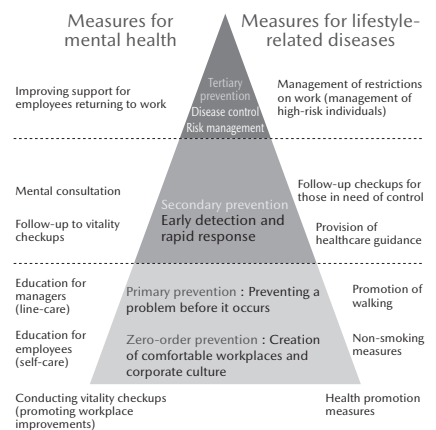 Measures for
mental health
Measures for lifestyle-
related diseases
Tertiary
prevention
Disease control
Risk management
Improving support for
employees returning to work
Management of restrictions
on work (management of
high-risk individuals)
Mental consultation
Follow-up to vitality
checkups
Secondary prevention
Early detection and
rapid response
Follow-up checkups for
those in need of control
Provision of
healthcare guidance
Education for
managers
(line-care)
Education for
employees
(self-care)
Primary prevention : Preventing a
problem before it occurs
Zero-order prevention : Creation
of comfortable workplaces and
corporate culture
Promotion of
walking
Non-smoking
measures
Conducting vitality checkups
(promoting workplace
improvements)
Health promotion
measures